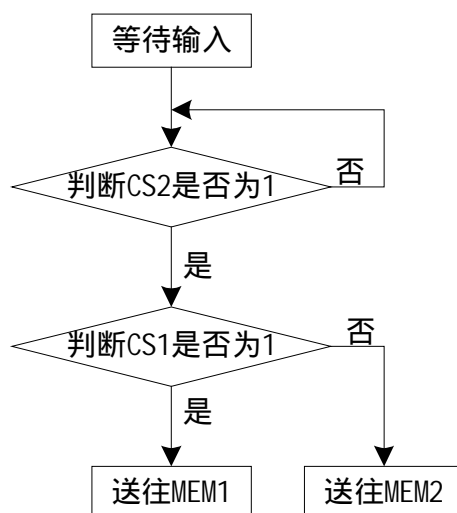 等待输入
判断CS2是否为1
否
是
判断CS1是否为1
否
是
送往MEM1
送往MEM2